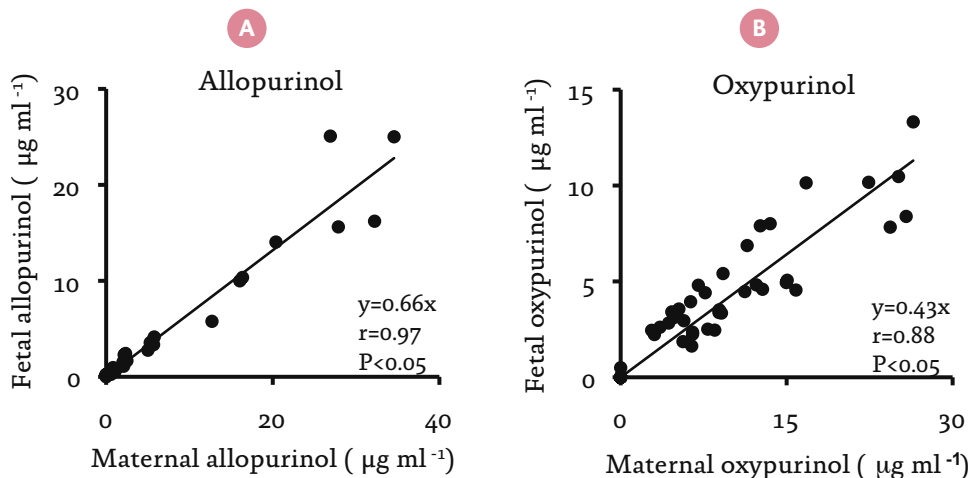 A
Allopurinol
Fetal allopurinol ( µg ml⁻¹)
30
20
10
0
y=0.66x
r=0.97
P<0.05
0
20
40
Maternal allopurinol ( µg ml⁻¹)
B
Oxypurinol
Fetal oxypurinol ( µg ml⁻¹)
15
10
5
0
y=0.43x
r=0.88
P<0.05
0
15
30
Maternal oxypurinol ( µg ml⁻¹)